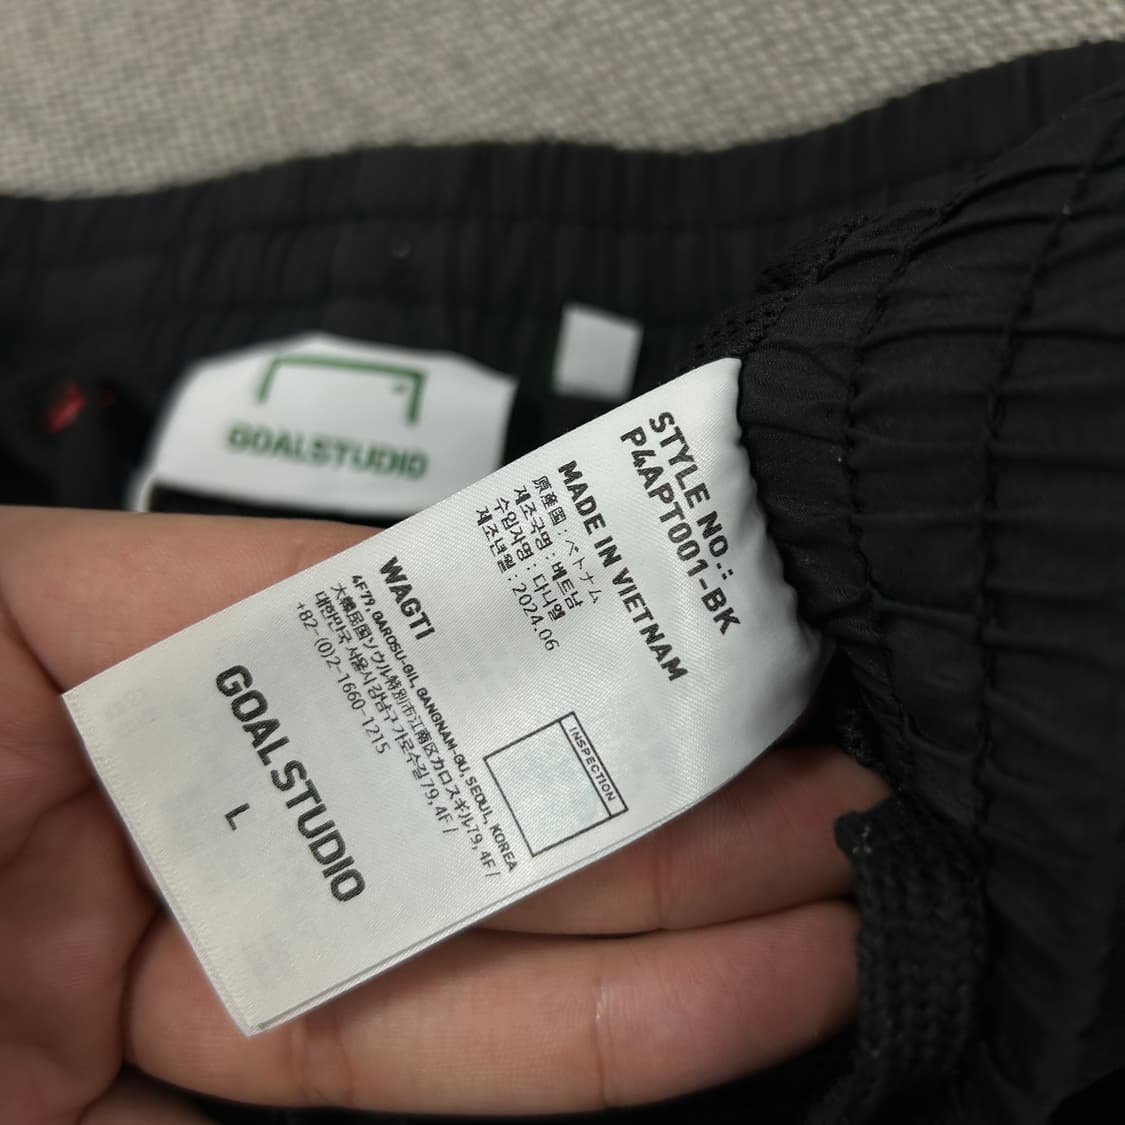 GOALSTUDIO
STYLE NO.:
P4APT001-BK
MADE IN VIETNAM
原産国 : ベトナム
제조국명 : 베트남
수입자명 : 다니엘
제조년월 : 2024.06
INSPECTION
WAGTI
4F79, GAROSU-GIL, GANGNAM-GU, SEOUL, KOREA
大韓民国ソウル特別市江南区カロスギル79, 4F /
대한민국 서울시 강남구 가로수길 79, 4F /
+82-(0)2-1660-1215
GOALSTUDIO
L